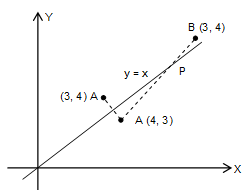 Y
B (3, 4)
y = x
P
(3, 4) A
A (4, 3)
X